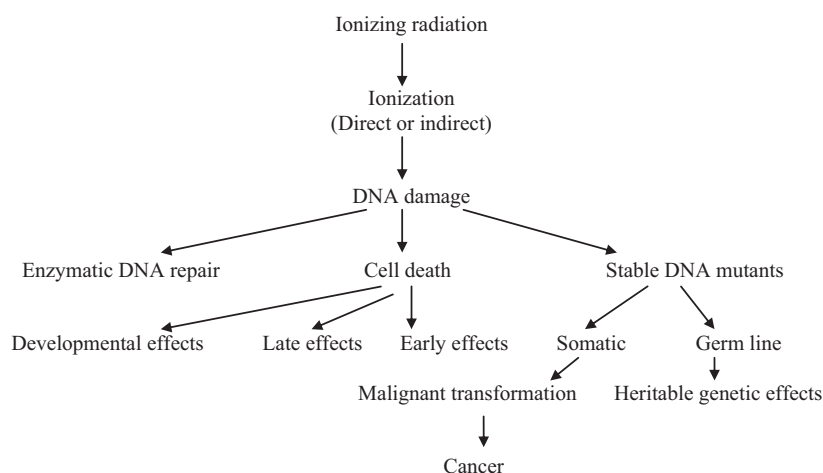 Ionizing radiation
Ionization
(Direct or indirect)
DNA damage
Enzymatic DNA repair
Cell death
Stable DNA mutants
Developmental effects
Late effects
Early effects
Somatic
Germ line
Malignant transformation
Heritable genetic effects
Cancer